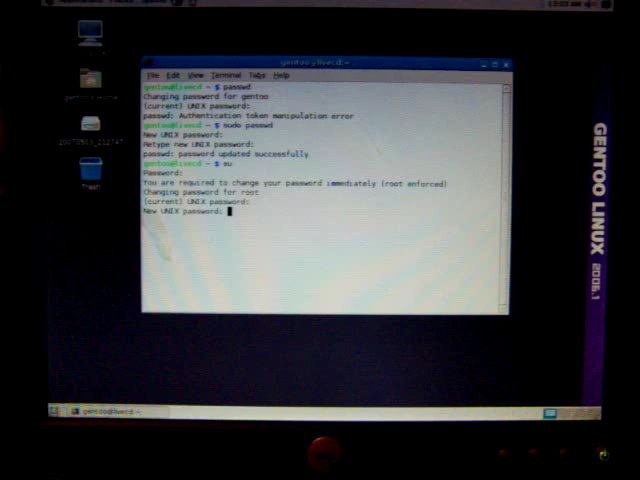 12:03 AM
gentoo@livecd:~
File Edit View Terminal Tabs Help
gentoo@livecd ~ $ passwd
Changing password for gentoo
(current) UNIX password:
passwd: Authentication token manipulation error
gentoo@livecd ~ $ sudo passwd
New UNIX password:
Retype new UNIX password:
passwd: password updated successfully
gentoo@livecd ~ $ su
Password:
You are required to change your password immediately (root enforced)
Changing password for root
(current) UNIX password:
New UNIX password:
Trash
GENTOO LINUX 2006.1
gentoo@livecd:~